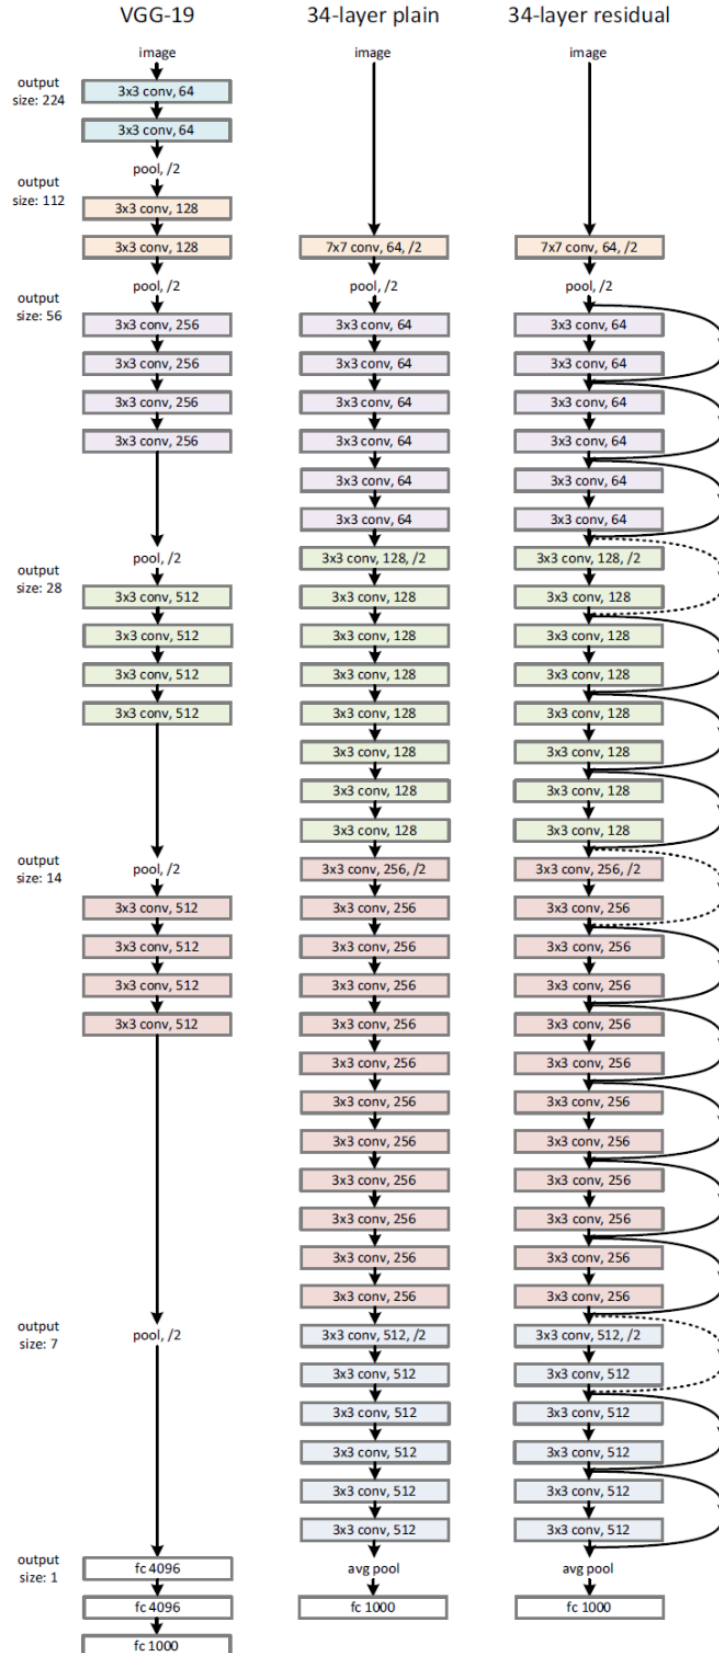 output
size: 224
output
size: 112
output
size: 56
output
size: 28
output
size: 14
output
size: 7
output
size: 1
VGG-19
image
3x3 conv, 64
3x3 conv, 64
pool, /2
3x3 conv, 128
3x3 conv, 128
pool, /2
3x3 conv, 256
3x3 conv, 256
3x3 conv, 256
3x3 conv, 256
pool, /2
3x3 conv, 512
3x3 conv, 512
3x3 conv, 512
3x3 conv, 512
pool, /2
3x3 conv, 512
3x3 conv, 512
3x3 conv, 512
3x3 conv, 512
pool, /2
fc 4096
fc 4096
fc 1000
34-layer plain
image
7x7 conv, 64, /2
pool, /2
3x3 conv, 64
3x3 conv, 64
3x3 conv, 64
3x3 conv, 64
3x3 conv, 64
3x3 conv, 64
3x3 conv, 128, /2
3x3 conv, 128
3x3 conv, 128
3x3 conv, 128
3x3 conv, 128
3x3 conv, 128
3x3 conv, 128
3x3 conv, 128
3x3 conv, 256, /2
3x3 conv, 256
3x3 conv, 256
3x3 conv, 256
3x3 conv, 256
3x3 conv, 256
3x3 conv, 256
3x3 conv, 256
3x3 conv, 256
3x3 conv, 256
3x3 conv, 256
3x3 conv, 256
3x3 conv, 512, /2
3x3 conv, 512
3x3 conv, 512
3x3 conv, 512
3x3 conv, 512
3x3 conv, 512
avg pool
fc 1000
34-layer residual
image
7x7 conv, 64, /2
pool, /2
3x3 conv, 64
3x3 conv, 64
3x3 conv, 64
3x3 conv, 64
3x3 conv, 64
3x3 conv, 64
3x3 conv, 128, /2
3x3 conv, 128
3x3 conv, 128
3x3 conv, 128
3x3 conv, 128
3x3 conv, 128
3x3 conv, 128
3x3 conv, 128
3x3 conv, 256, /2
3x3 conv, 256
3x3 conv, 256
3x3 conv, 256
3x3 conv, 256
3x3 conv, 256
3x3 conv, 256
3x3 conv, 256
3x3 conv, 256
3x3 conv, 256
3x3 conv, 256
3x3 conv, 256
3x3 conv, 512, /2
3x3 conv, 512
3x3 conv, 512
3x3 conv, 512
3x3 conv, 512
3x3 conv, 512
avg pool
fc 1000